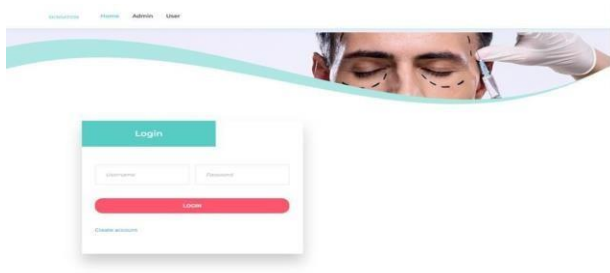 Home Admin User
Login
username Password
LOGIN
Create account